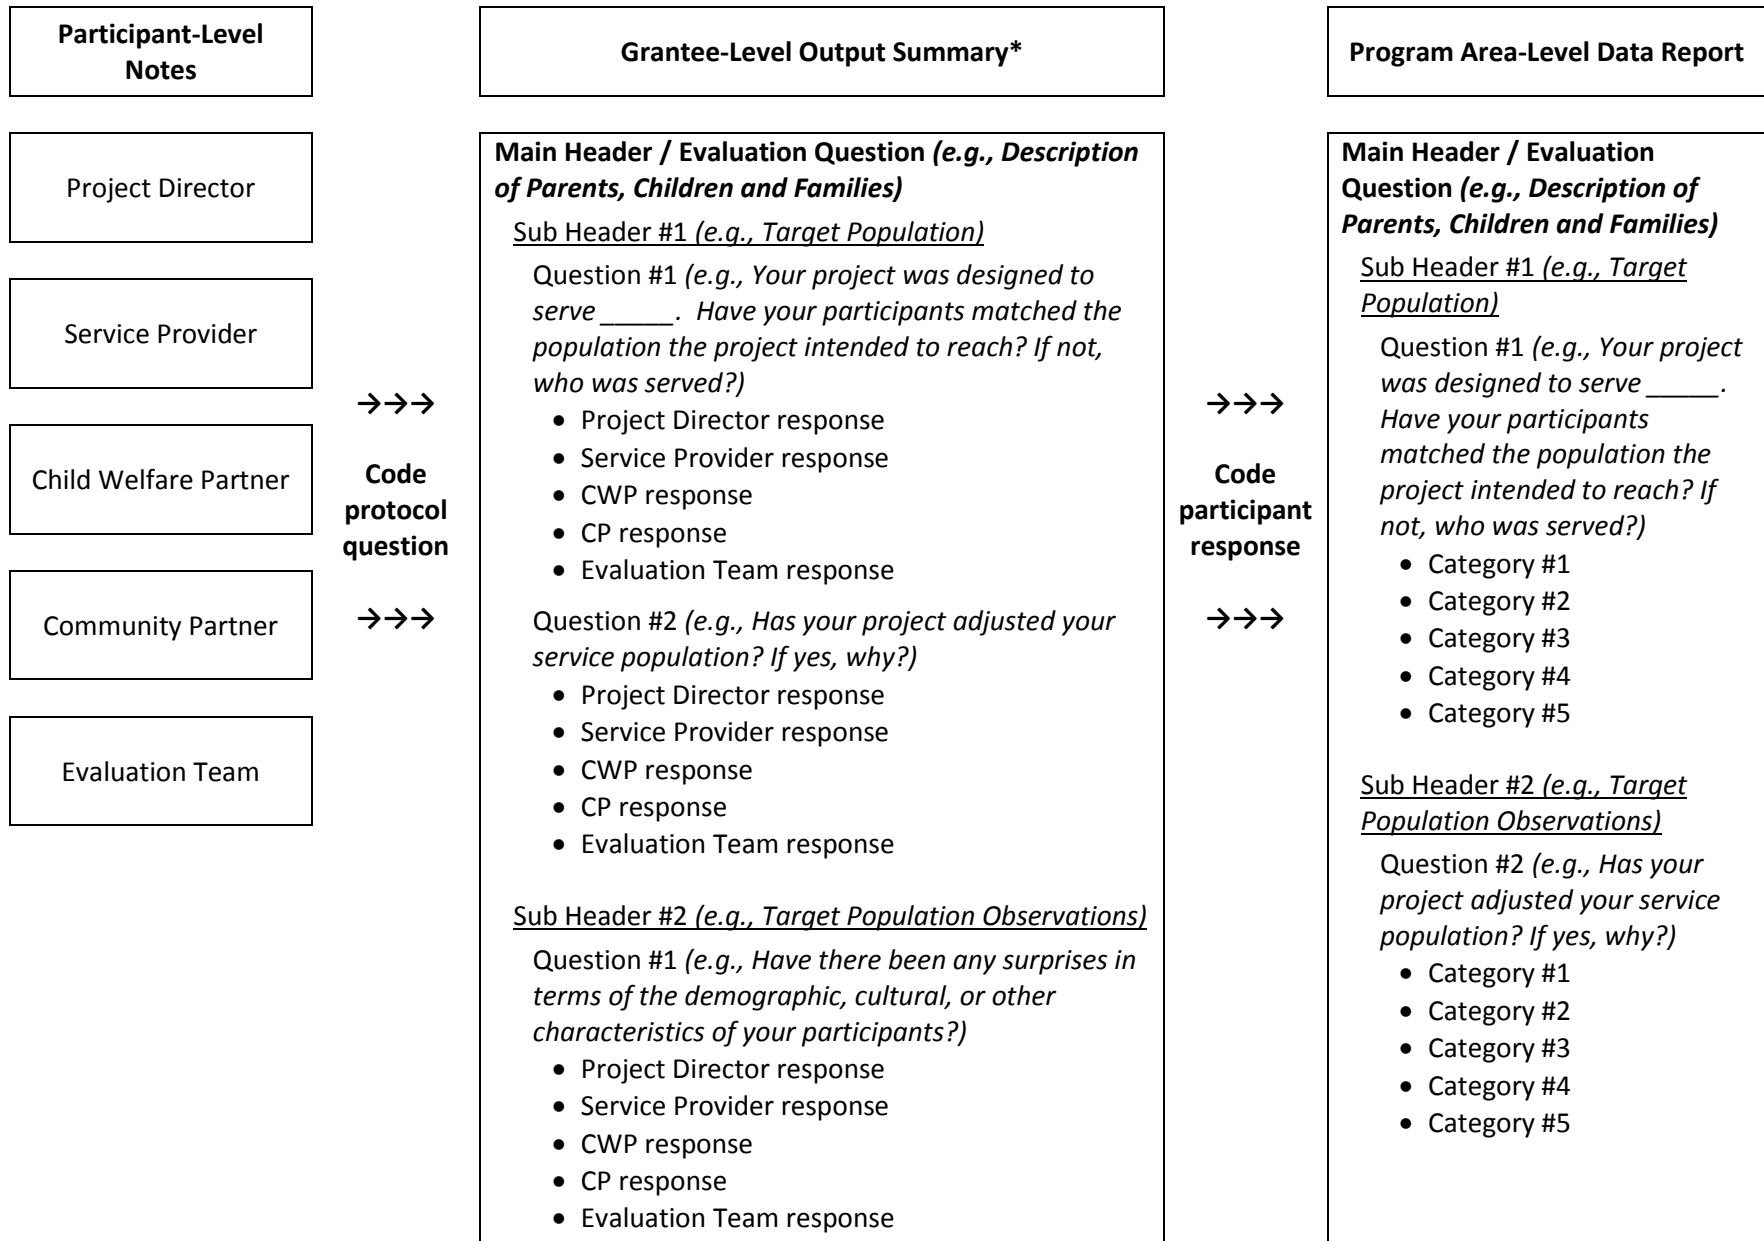 Participant-Level
Notes
Grantee-Level Output Summary*
Program Area-Level Data Report
Project Director
Service Provider
Child Welfare Partner
Community Partner
Evaluation Team
→→→
Code
protocol
question
→→→
Main Header / Evaluation Question (e.g., Description
of Parents, Children and Families)
Sub Header #1 (e.g., Target Population)
Question #1 (e.g., Your project was designed to
serve _____. Have your participants matched the
population the project intended to reach? If not,
who was served?)
• Project Director response
• Service Provider response
• CWP response
• CP response
• Evaluation Team response
Question #2 (e.g., Has your project adjusted your
service population? If yes, why?)
• Project Director response
• Service Provider response
• CWP response
• CP response
• Evaluation Team response
Sub Header #2 (e.g., Target Population Observations)
Question #1 (e.g., Have there been any surprises in
terms of the demographic, cultural, or other
characteristics of your participants?)
• Project Director response
• Service Provider response
• CWP response
• CP response
• Evaluation Team response
→→→
Code
participant
response
→→→
Main Header / Evaluation
Question (e.g., Description of
Parents, Children and Families)
Sub Header #1 (e.g., Target
Population)
Question #1 (e.g., Your project
was designed to serve _____.
Have your participants
matched the population the
project intended to reach? If
not, who was served?)
• Category #1
• Category #2
• Category #3
• Category #4
• Category #5
Sub Header #2 (e.g., Target
Population Observations)
Question #2 (e.g., Has your
project adjusted your service
population? If yes, why?)
• Category #1
• Category #2
• Category #3
• Category #4
• Category #5